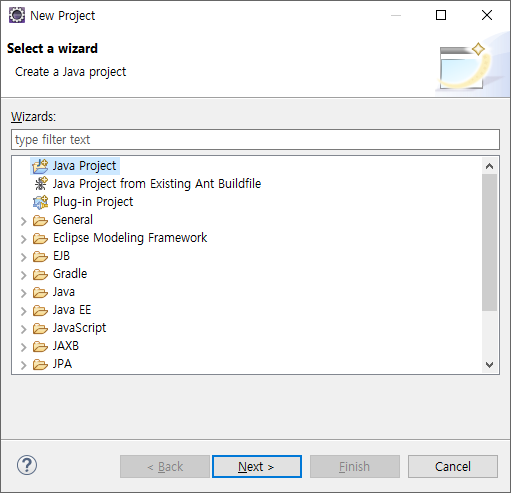 New Project
Select a wizard
Create a Java project
Wizards:
type filter text
Java Project
Java Project from Existing Ant Buildfile
Plug-in Project
General
Eclipse Modeling Framework
EJB
Gradle
Java
Java EE
JavaScript
JAXB
JPA
?
< Back
Next >
Finish
Cancel